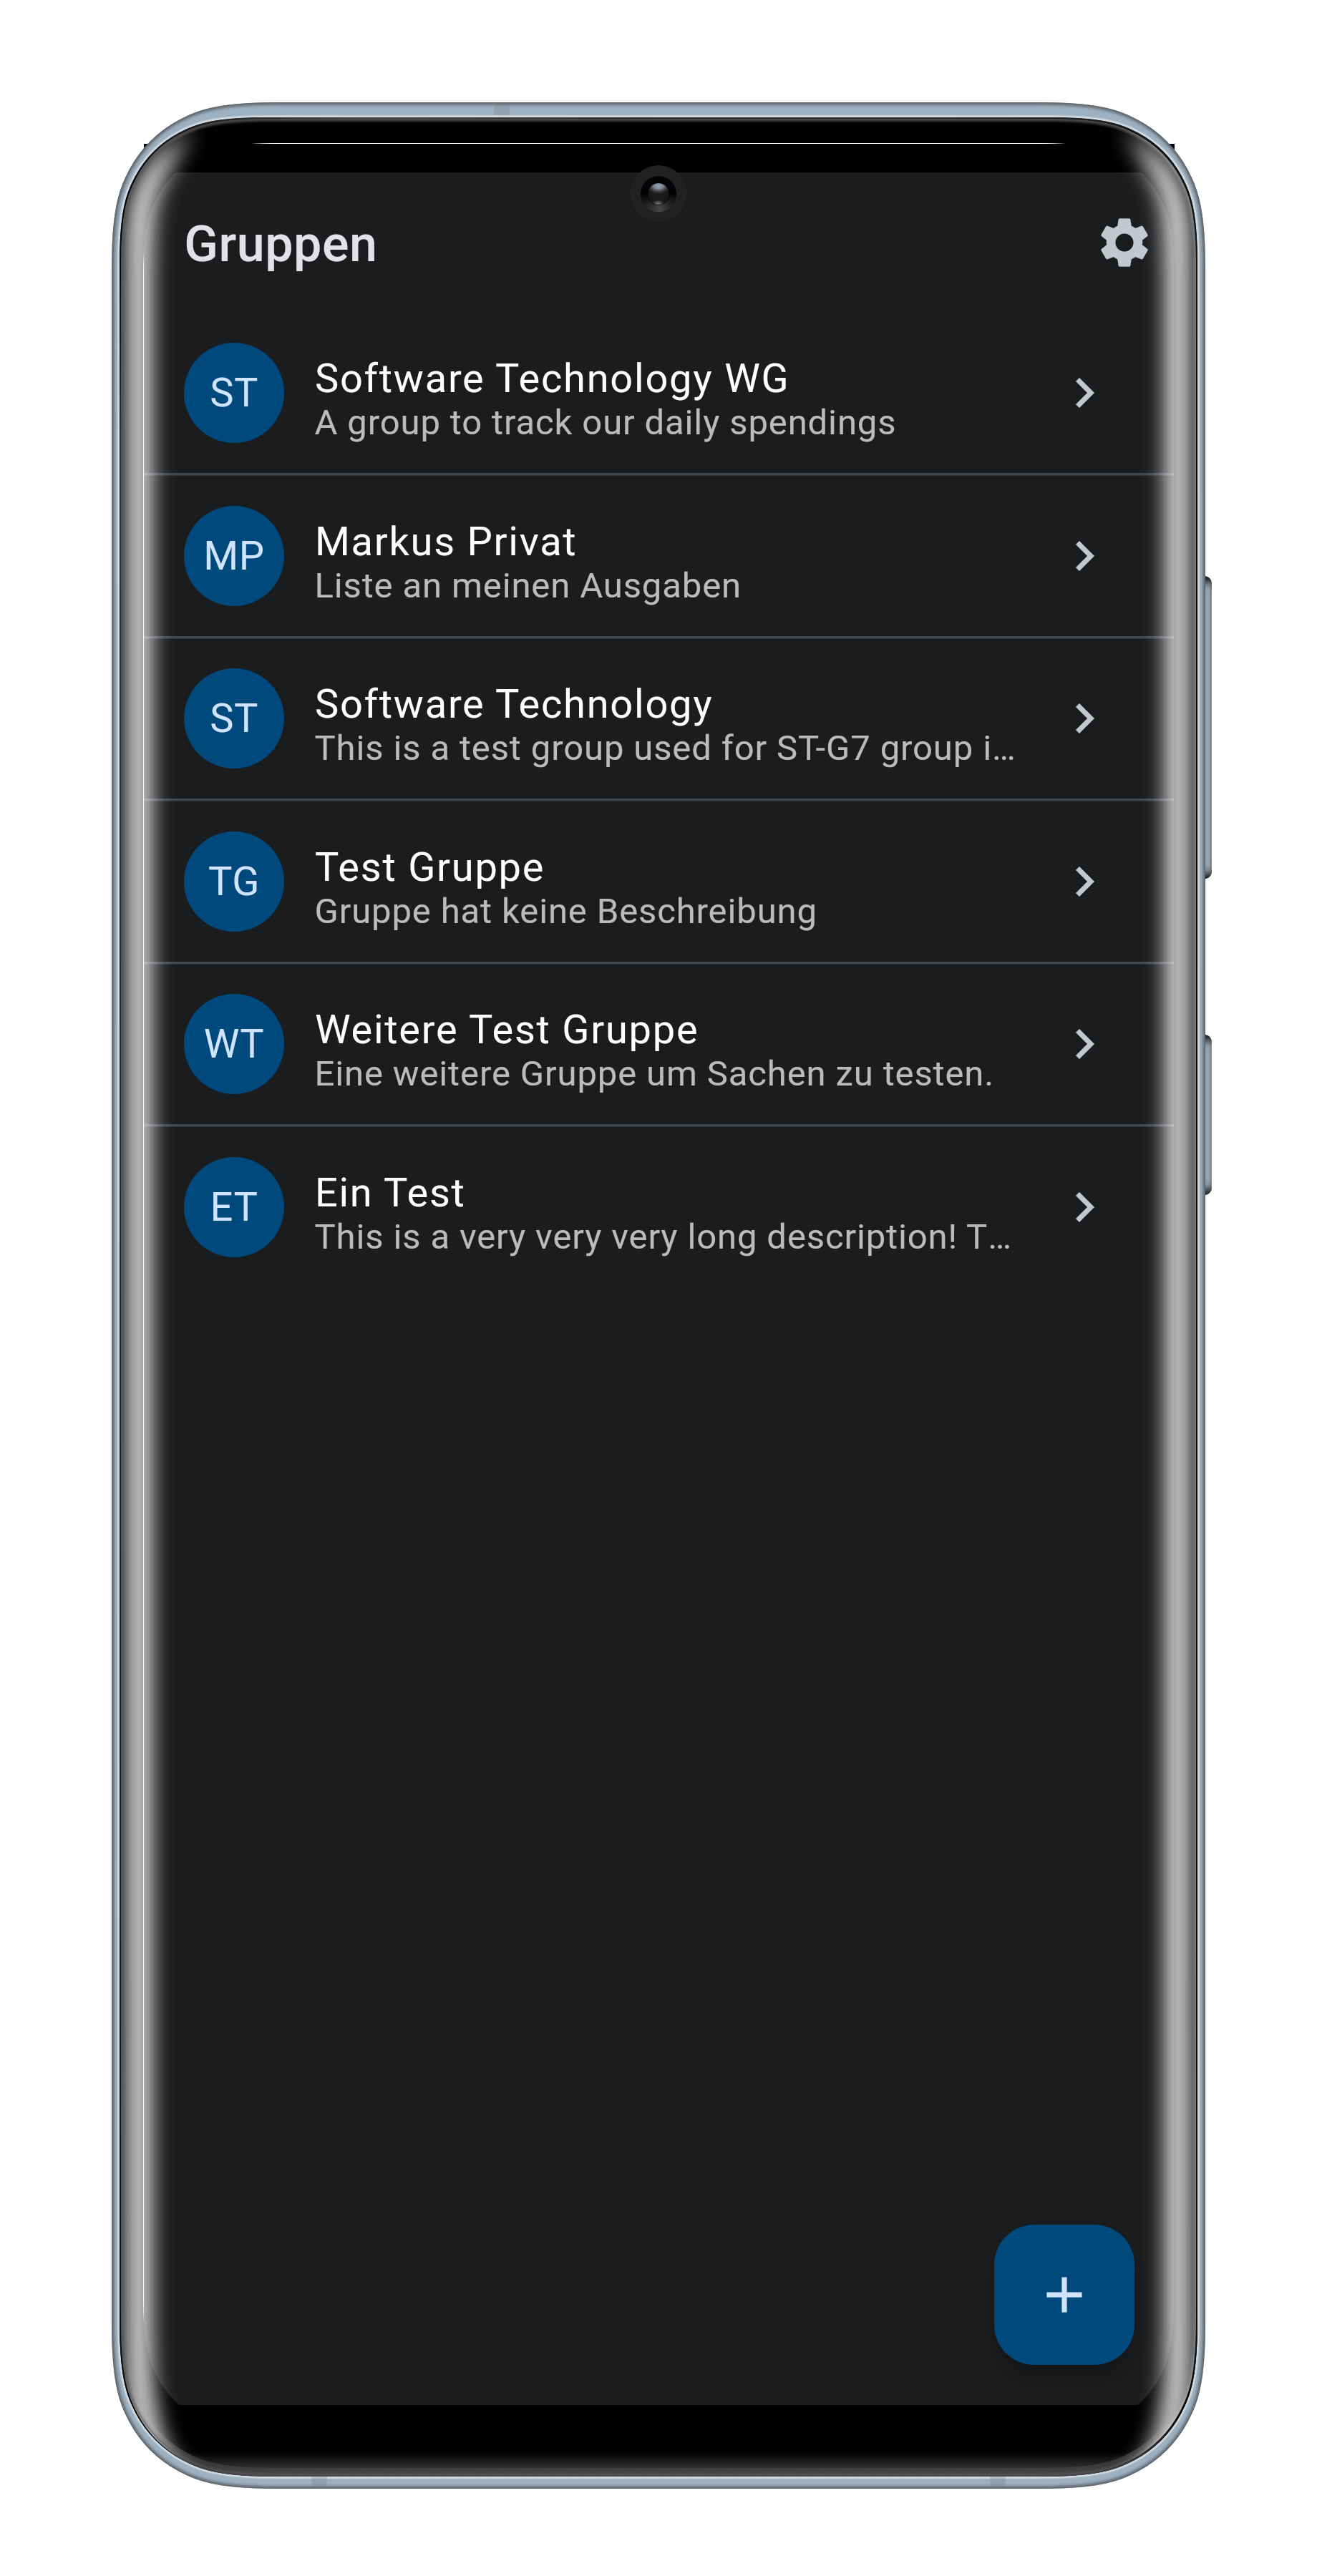 Gruppen
ST
Software Technology WG
A group to track our daily spendings
MP
Markus Privat
Liste an meinen Ausgaben
ST
Software Technology
This is a test group used for ST-G7 group i...
TG
Test Gruppe
Gruppe hat keine Beschreibung
WT
Weitere Test Gruppe
Eine weitere Gruppe um Sachen zu testen.
ET
Ein Test
This is a very very very long description! T...
+